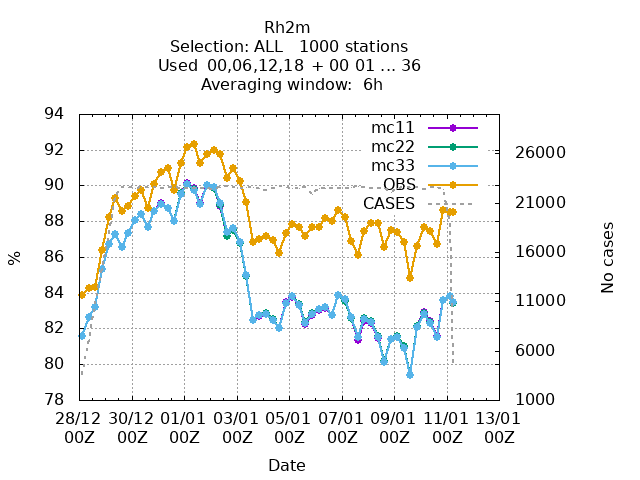 Rh2m
Selection: ALL   1000 stations
Used  00,06,12,18  + 00 01 ... 36
Averaging window:  6h
mc11
mc22
mc33
OBS
CASES
94
92
90
88
86
84
82
80
78
26000
21000
16000
11000
6000
1000
%
No cases
28/12 30/12 01/01 03/01 05/01 07/01 09/01 11/01 13/01
00Z 00Z 00Z 00Z 00Z 00Z 00Z 00Z 00Z
Date